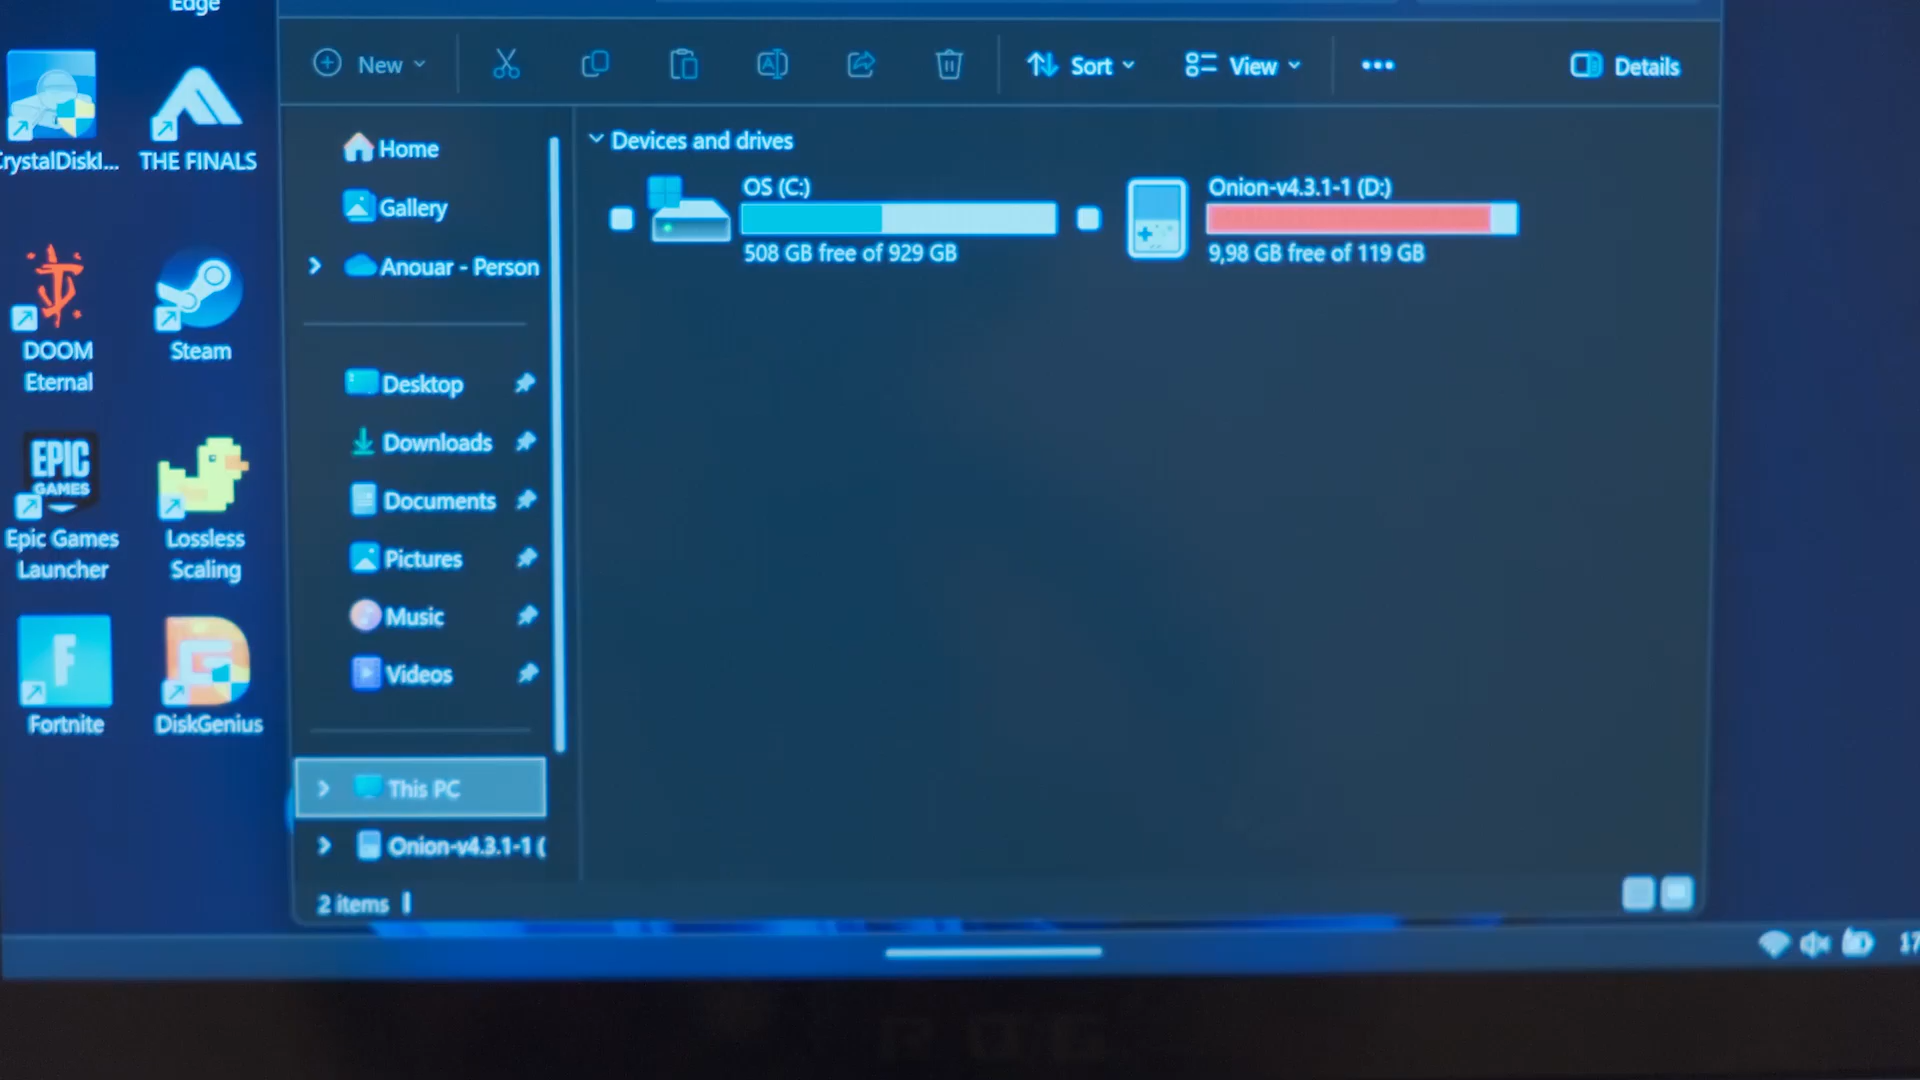 Edge
CrystalDiskI...
THE FINALS
DOOM
Eternal
Steam
EPIC
GAMES
Epic Games
Launcher
Lossless
Scaling
Fortnite
DiskGenius
New
Sort
View
Details
Home
Gallery
Anouar - Person
Desktop
Downloads
Documents
Pictures
Music
Videos
This PC
Onion-v4.3.1-1 (
2 items
Devices and drives
OS (C:)
508 GB free of 929 GB
Onion-v4.3.1-1 (D:)
9,98 GB free of 119 GB
17
ROG